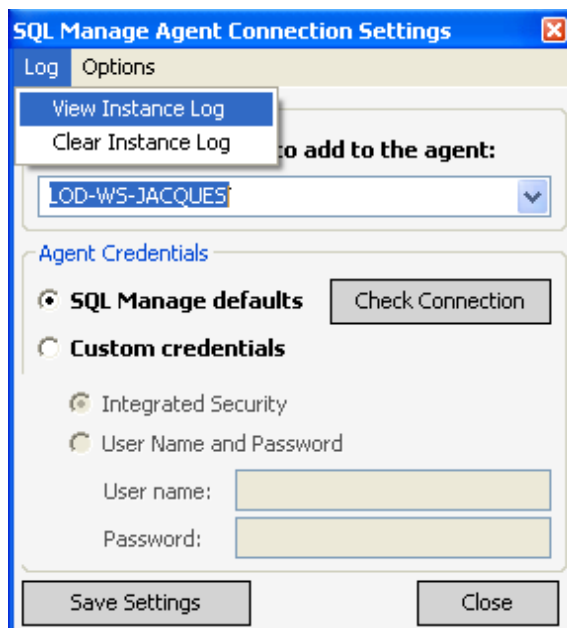 SQL Manage Agent Connection Settings
Log Options
View Instance Log
Clear Instance Log
to add to the agent:
LOD-WS-JACQUES
Agent Credentials
SQL Manage defaults Check Connection
Custom credentials
Integrated Security
User Name and Password
User name:
Password:
Save Settings Close